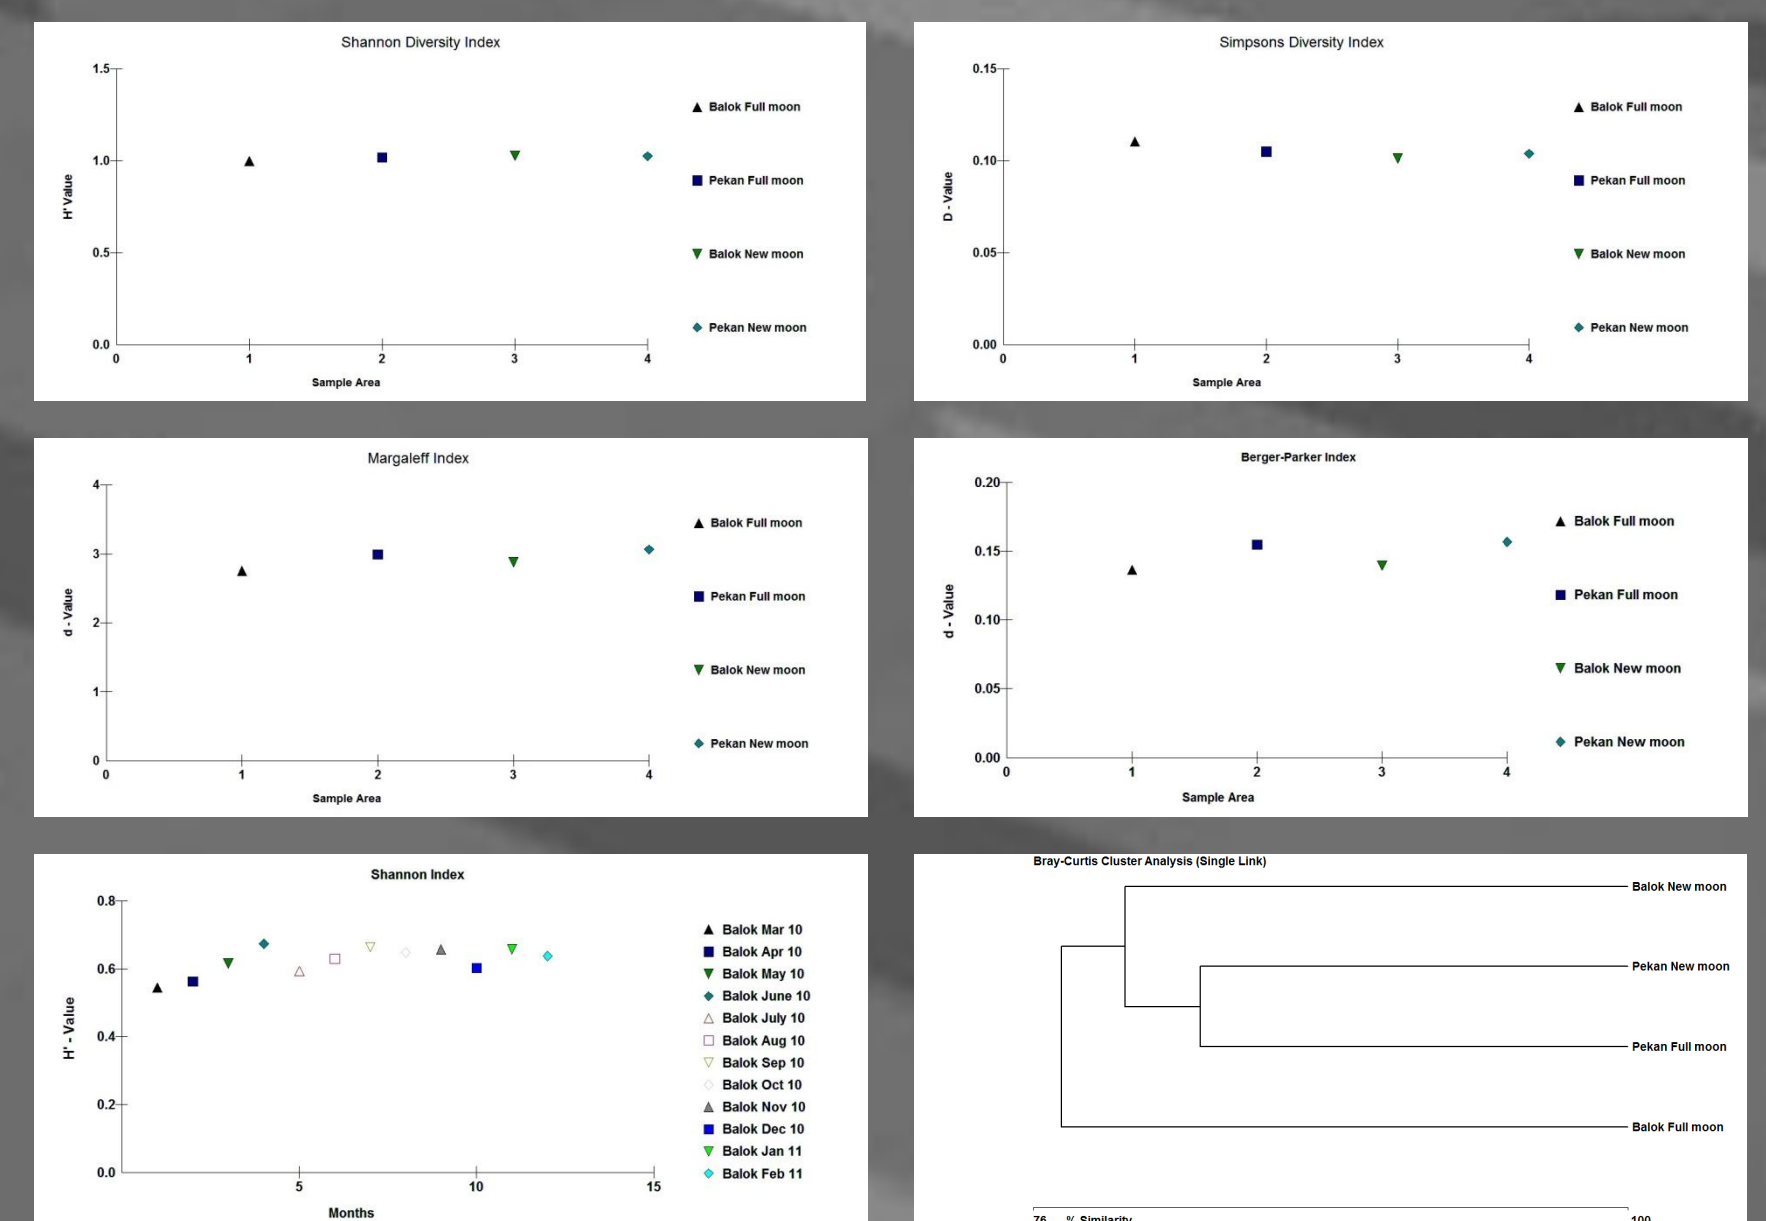 Shannon Diversity Index
1.5
1.0
0.5
0.0
H' Value
0 1 2 3 4
Sample Area
Balok Full moon
Pekan Full moon
Balok New moon
Pekan New moon
Simpsons Diversity Index
0.15
0.10
0.05
0.00
D - Value
0 1 2 3 4
Sample Area
Balok Full moon
Pekan Full moon
Balok New moon
Pekan New moon
Margaleff Index
4
3
2
1
0
d - Value
0 1 2 3 4
Sample Area
Balok Full moon
Pekan Full moon
Balok New moon
Pekan New moon
Berger-Parker Index
0.20
0.15
0.10
0.05
0.00
d - Value
0 1 2 3 4
Sample Area
Balok Full moon
Pekan Full moon
Balok New moon
Pekan New moon
Shannon Index
0.8
0.6
0.4
0.2
0.0
H' - Value
5 10 15
Months
Balok Mar 10
Balok Apr 10
Balok May 10
Balok June 10
Balok July 10
Balok Aug 10
Balok Sep 10
Balok Oct 10
Balok Nov 10
Balok Dec 10
Balok Jan 11
Balok Feb 11
Bray-Curtis Cluster Analysis (Single Link)
Balok New moon
Pekan New moon
Pekan Full moon
Balok Full moon
76 % Similarity 100